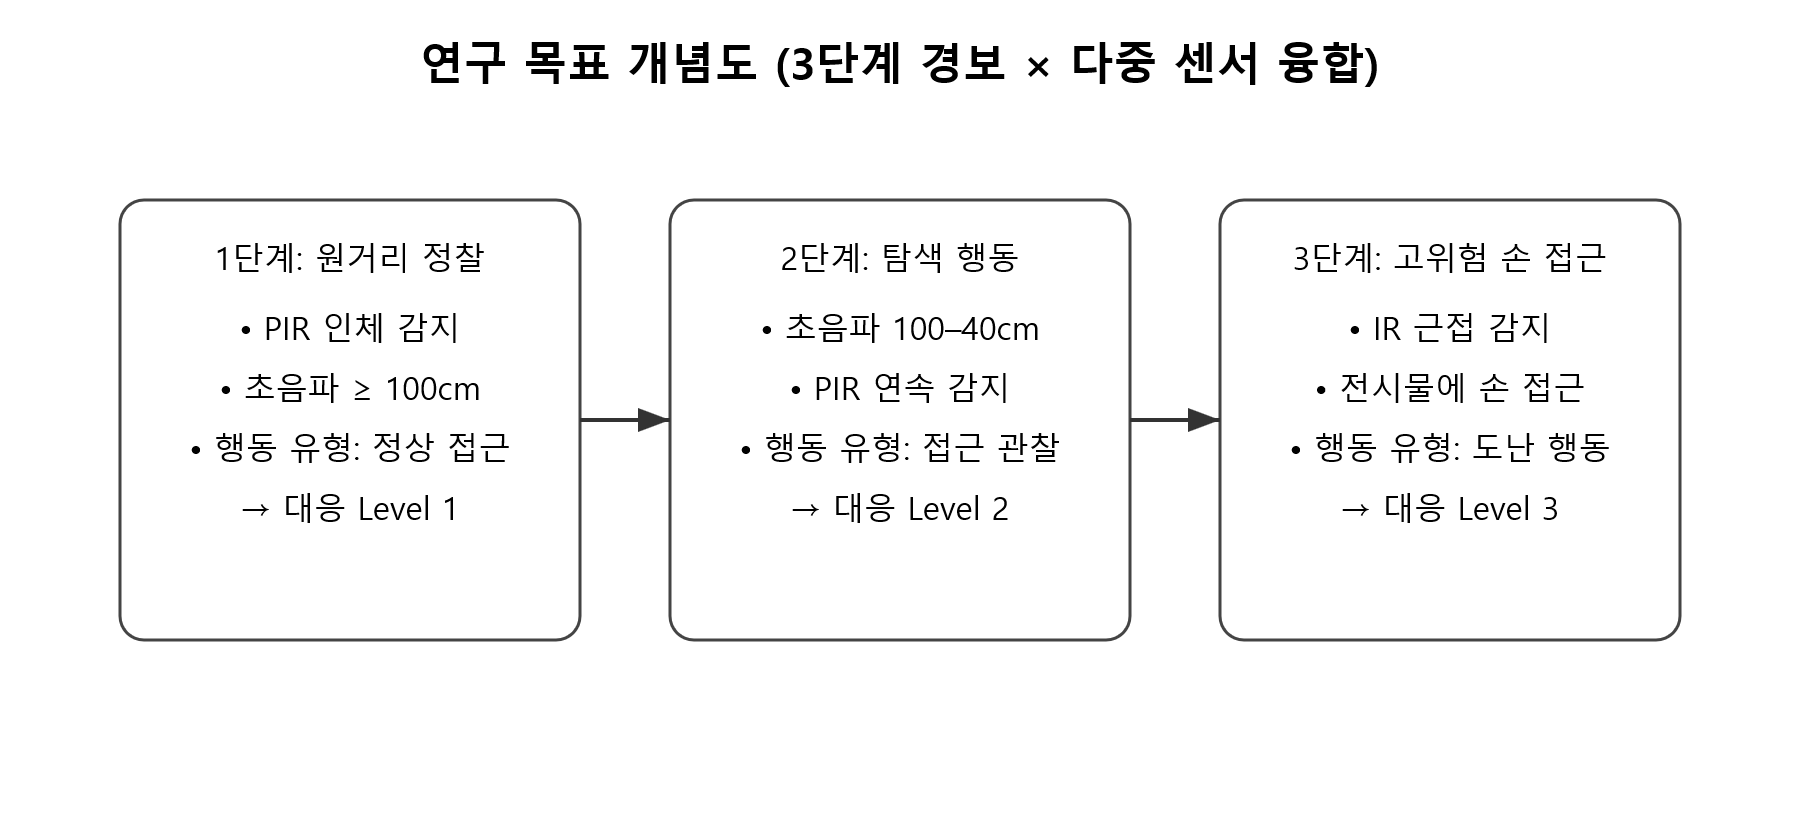 연구 목표 개념도 (3단계 경보 × 다중 센서 융합)
1단계: 원거리 정찰
• PIR 인체 감지
• 초음파 ≥ 100cm
• 행동 유형: 정상 접근
→ 대응 Level 1
2단계: 탐색 행동
• 초음파 100–40cm
• PIR 연속 감지
• 행동 유형: 접근 관찰
→ 대응 Level 2
3단계: 고위험 손 접근
• IR 근접 감지
• 전시물에 손 접근
• 행동 유형: 도난 행동
→ 대응 Level 3